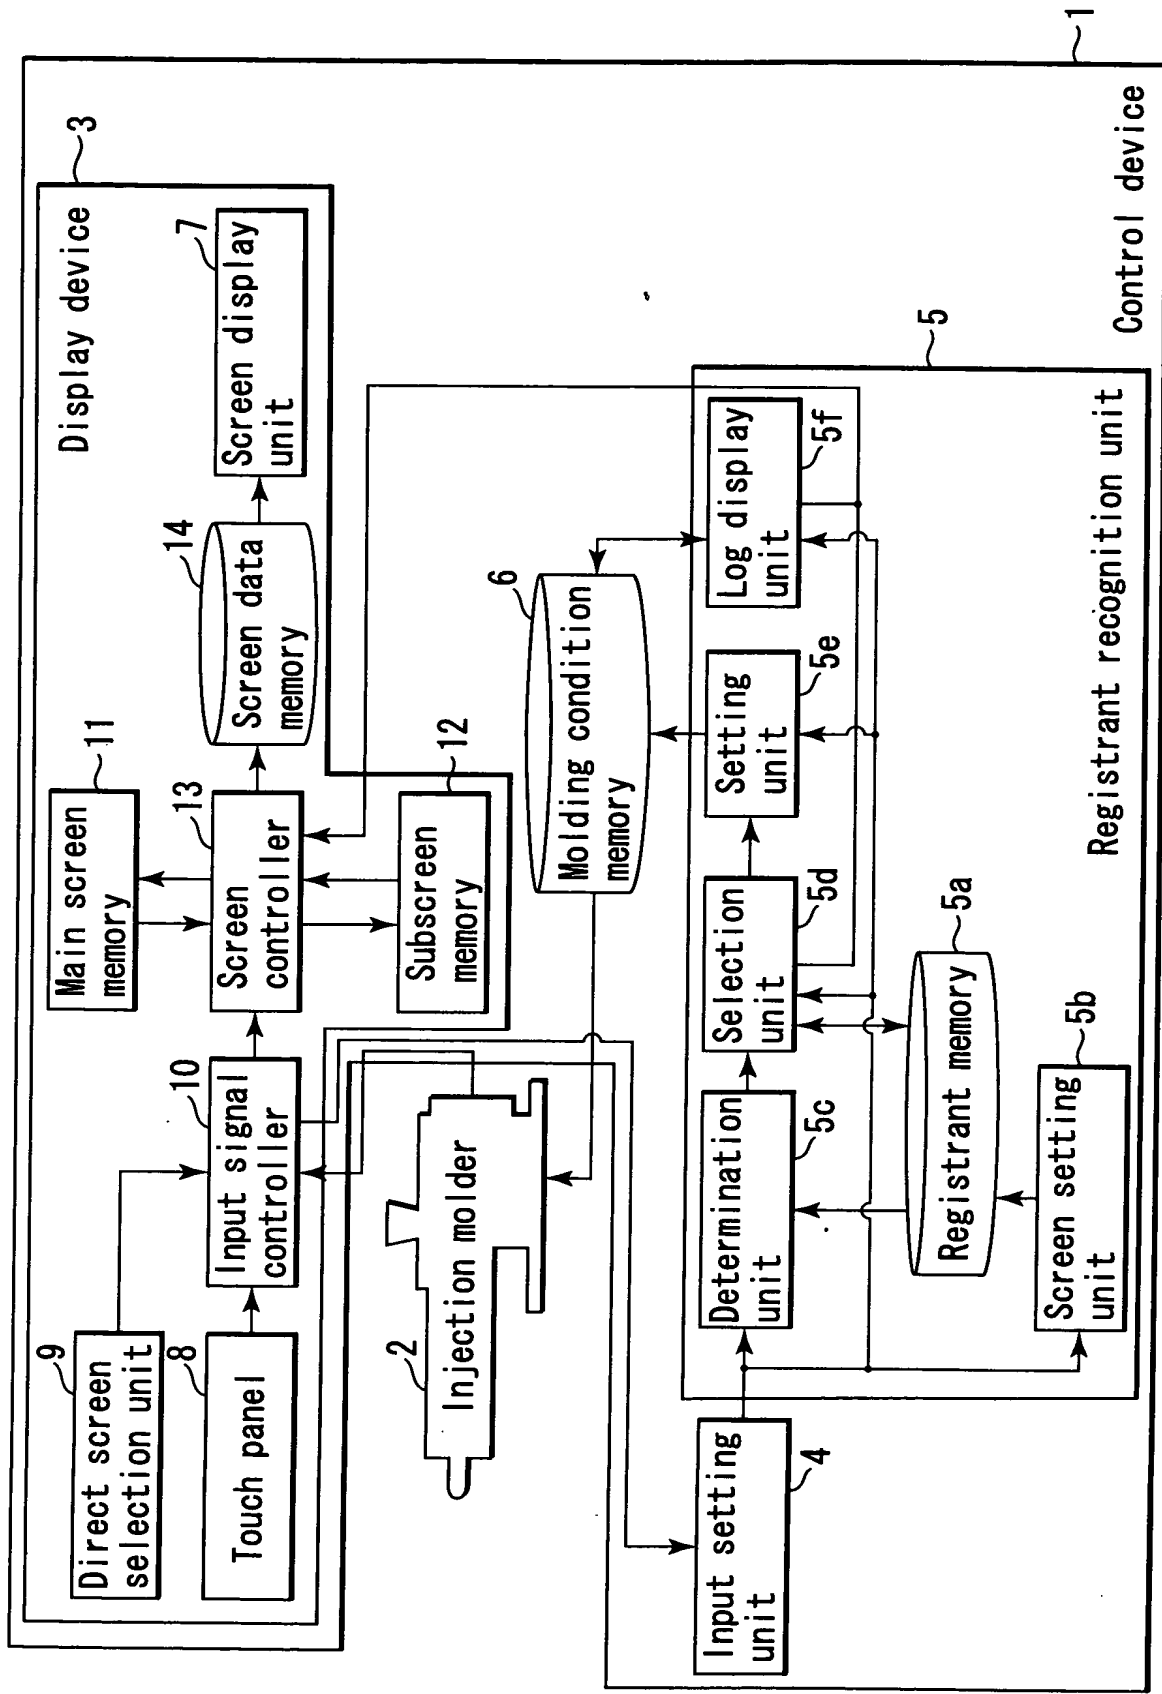 1
Control device
3
Display device
9
Direct screen
selection unit
8
Touch panel
10
Input signal
controller
11
Main screen
memory
13
Screen
controller
12
Subscreen
memory
14
Screen data
memory
7
Screen display
unit
2
Injection molder
6
Molding condition
memory
4
Input setting
unit
5
Registrant recognition unit
Determination
unit
5c
Selection
unit
5d
Setting
unit
5e
Log display
unit
5f
Registrant memory
5a
Screen setting
unit
5b